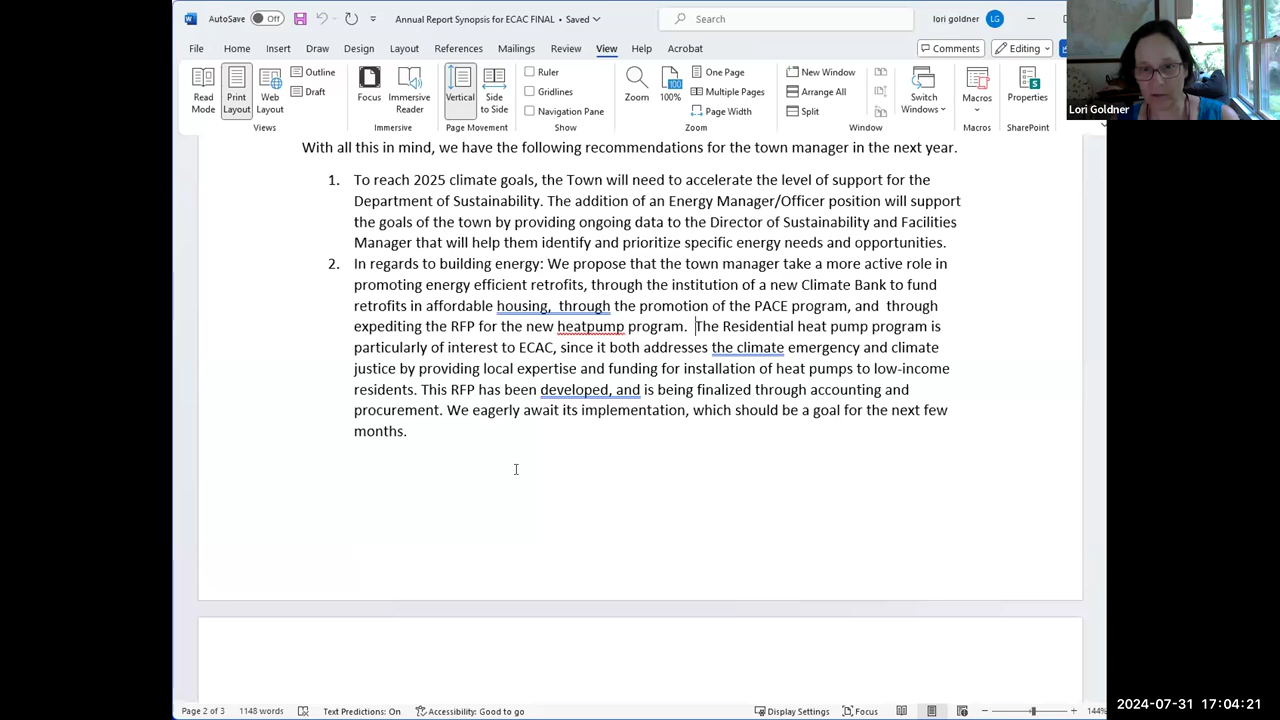 AutoSave Off Annual Report Synopsis for ECAC FINAL • Saved Search lori goldner LG
File Home Insert Draw Design Layout References Mailings Review View Help Acrobat Comments Editing
Read Mode Print Layout Web Layout Outline Draft Focus Immersive Reader Vertical Side to Side Ruler Gridlines Navigation Pane Zoom 100 100% One Page Multiple Pages Page Width New Window Arrange All Split Switch Windows Macros Properties
Views Immersive Page Movement Show Zoom Window Macros SharePoint
Lori Goldner
With all this in mind, we have the following recommendations for the town manager in the next year.
1. To reach 2025 climate goals, the Town will need to accelerate the level of support for the
Department of Sustainability. The addition of an Energy Manager/Officer position will support
the goals of the town by providing ongoing data to the Director of Sustainability and Facilities
Manager that will help them identify and prioritize specific energy needs and opportunities.
2. In regards to building energy: We propose that the town manager take a more active role in
promoting energy efficient retrofits, through the institution of a new Climate Bank to fund
retrofits in affordable housing,  through the promotion of the PACE program, and  through
expediting the RFP for the new heatpump program.  The Residential heat pump program is
particularly of interest to ECAC, since it both addresses the climate emergency and climate
justice by providing local expertise and funding for installation of heat pumps to low-income
residents. This RFP has been developed, and is being finalized through accounting and
procurement. We eagerly await its implementation, which should be a goal for the next few
months.
Page 2 of 3 1148 words Text Predictions: On Accessibility: Good to go Display Settings Focus 144%
2024-07-31 17:04:21